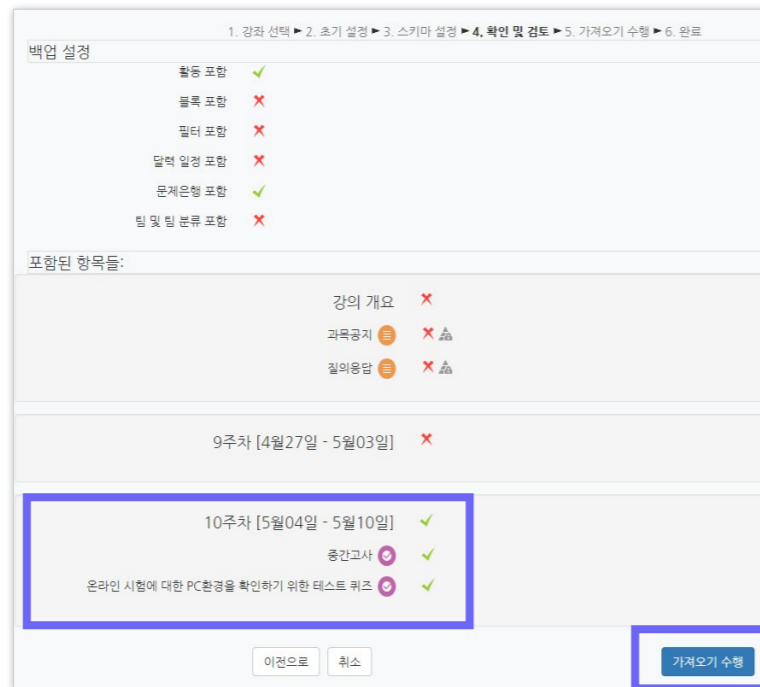 1. 강좌 선택 ► 2. 초기 설정 ► 3. 스키마 설정 ► 4. 확인 및 검토 ► 5. 가져오기 수행 ► 6. 완료
백업 설정
활동 포함
블록 포함
필터 포함
달력 일정 포함
문제은행 포함
팀 및 팀 분류 포함
포함된 항목들:
강의 개요
과목공지
질의응답
9주차 [4월27일 - 5월03일]
10주차 [5월04일 - 5월10일]
중간고사
온라인 시험에 대한 PC환경을 확인하기 위한 테스트 퀴즈
이전으로 취소 가져오기 수행